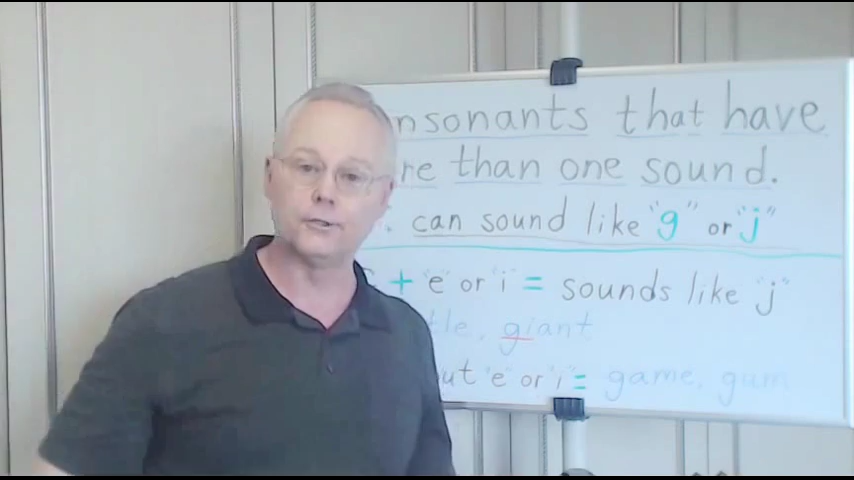 nsonants that have
re than one sound.
. can sound like "g" or "j"
+ "e" or "i" = sounds like "j"
tle, giant
ut "e" or "i" = game, gum